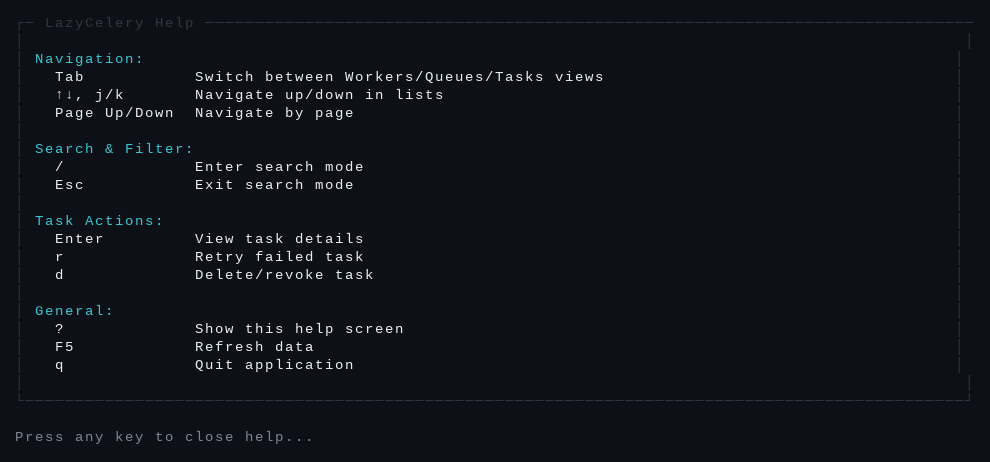 LazyCelery Help
Navigation:
Tab Switch between Workers/Queues/Tasks views
↑↓, j/k Navigate up/down in lists
Page Up/Down Navigate by page
Search & Filter:
/ Enter search mode
Esc Exit search mode
Task Actions:
Enter View task details
r Retry failed task
d Delete/revoke task
General:
? Show this help screen
F5 Refresh data
q Quit application
Press any key to close help...